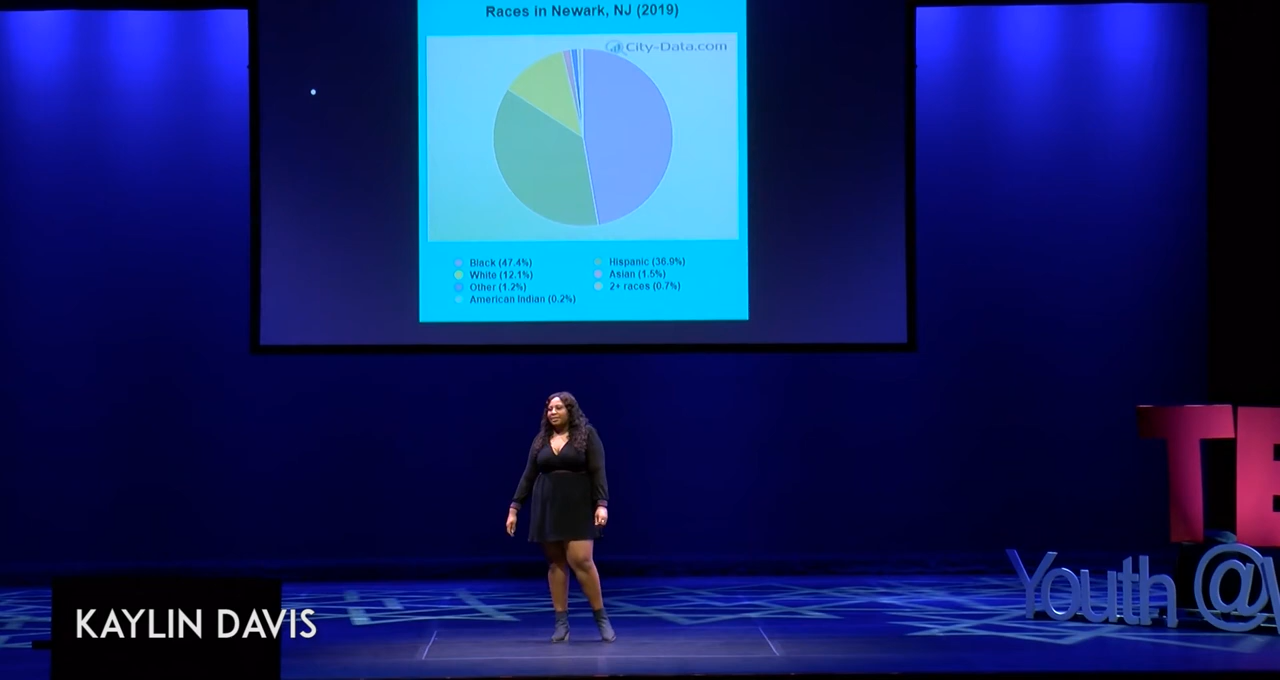 Races in Newark, NJ (2019)
City-Data.com
Black (47.4%)
Hispanic (36.9%)
White (12.1%)
Asian (1.5%)
Other (1.2%)
2+ races (0.7%)
American Indian (0.2%)
TE
Youth @
KAYLIN DAVIS